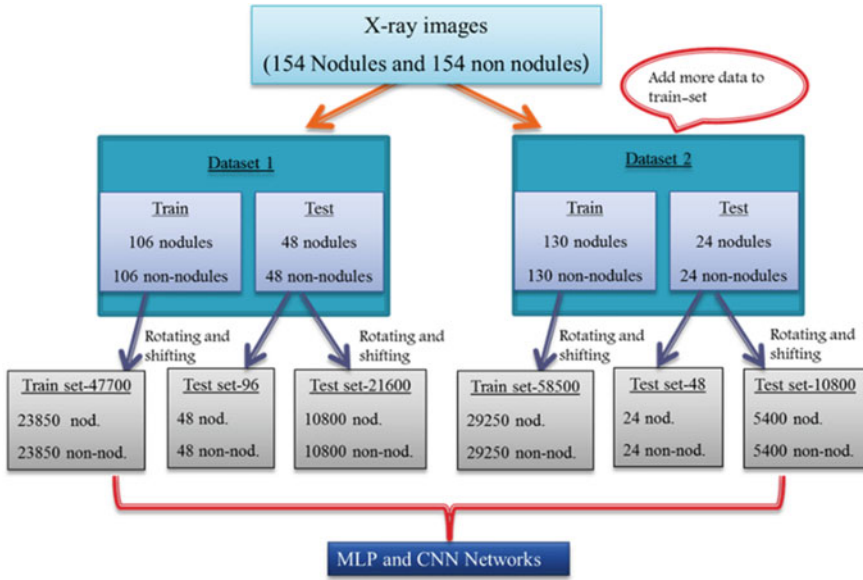 X-ray images
(154 Nodules and 154 non nodules)
Add more data to
train-set
Dataset 1
Train
106 nodules
106 non-nodules
Test
48 nodules
48 non-nodules
Dataset 2
Train
130 nodules
130 non-nodules
Test
24 nodules
24 non-nodules
Rotating and
shifting
Rotating and
shifting
Rotating and
shifting
Rotating and
shifting
Train set-47700
23850 nod.
23850 non-nod.
Test set-96
48 nod.
48 non-nod.
Test set-21600
10800 nod.
10800 non-nod.
Train set-58500
29250 nod.
29250 non-nod.
Test set-48
24 nod.
24 non-nod.
Test set-10800
5400 nod.
5400 non-nod.
MLP and CNN Networks